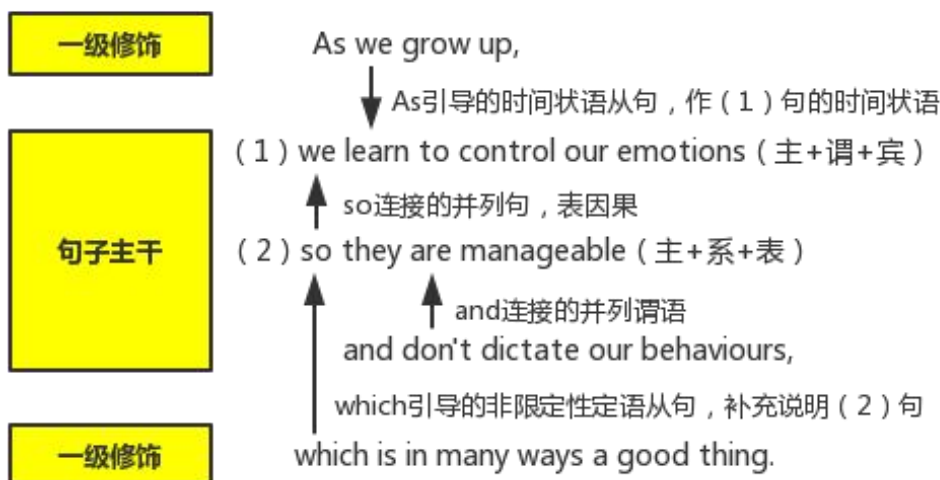 一级修饰 As we grow up,
As引导的时间状语从句，作（1）句的时间状语
（1）we learn to control our emotions（主+谓+宾）
so连接的并列句，表因果
句子主干 （2）so they are manageable（主+系+表）
and连接的并列谓语
and don't dictate our behaviours,
which引导的非限定性定语从句，补充说明（2）句
一级修饰 which is in many ways a good thing.